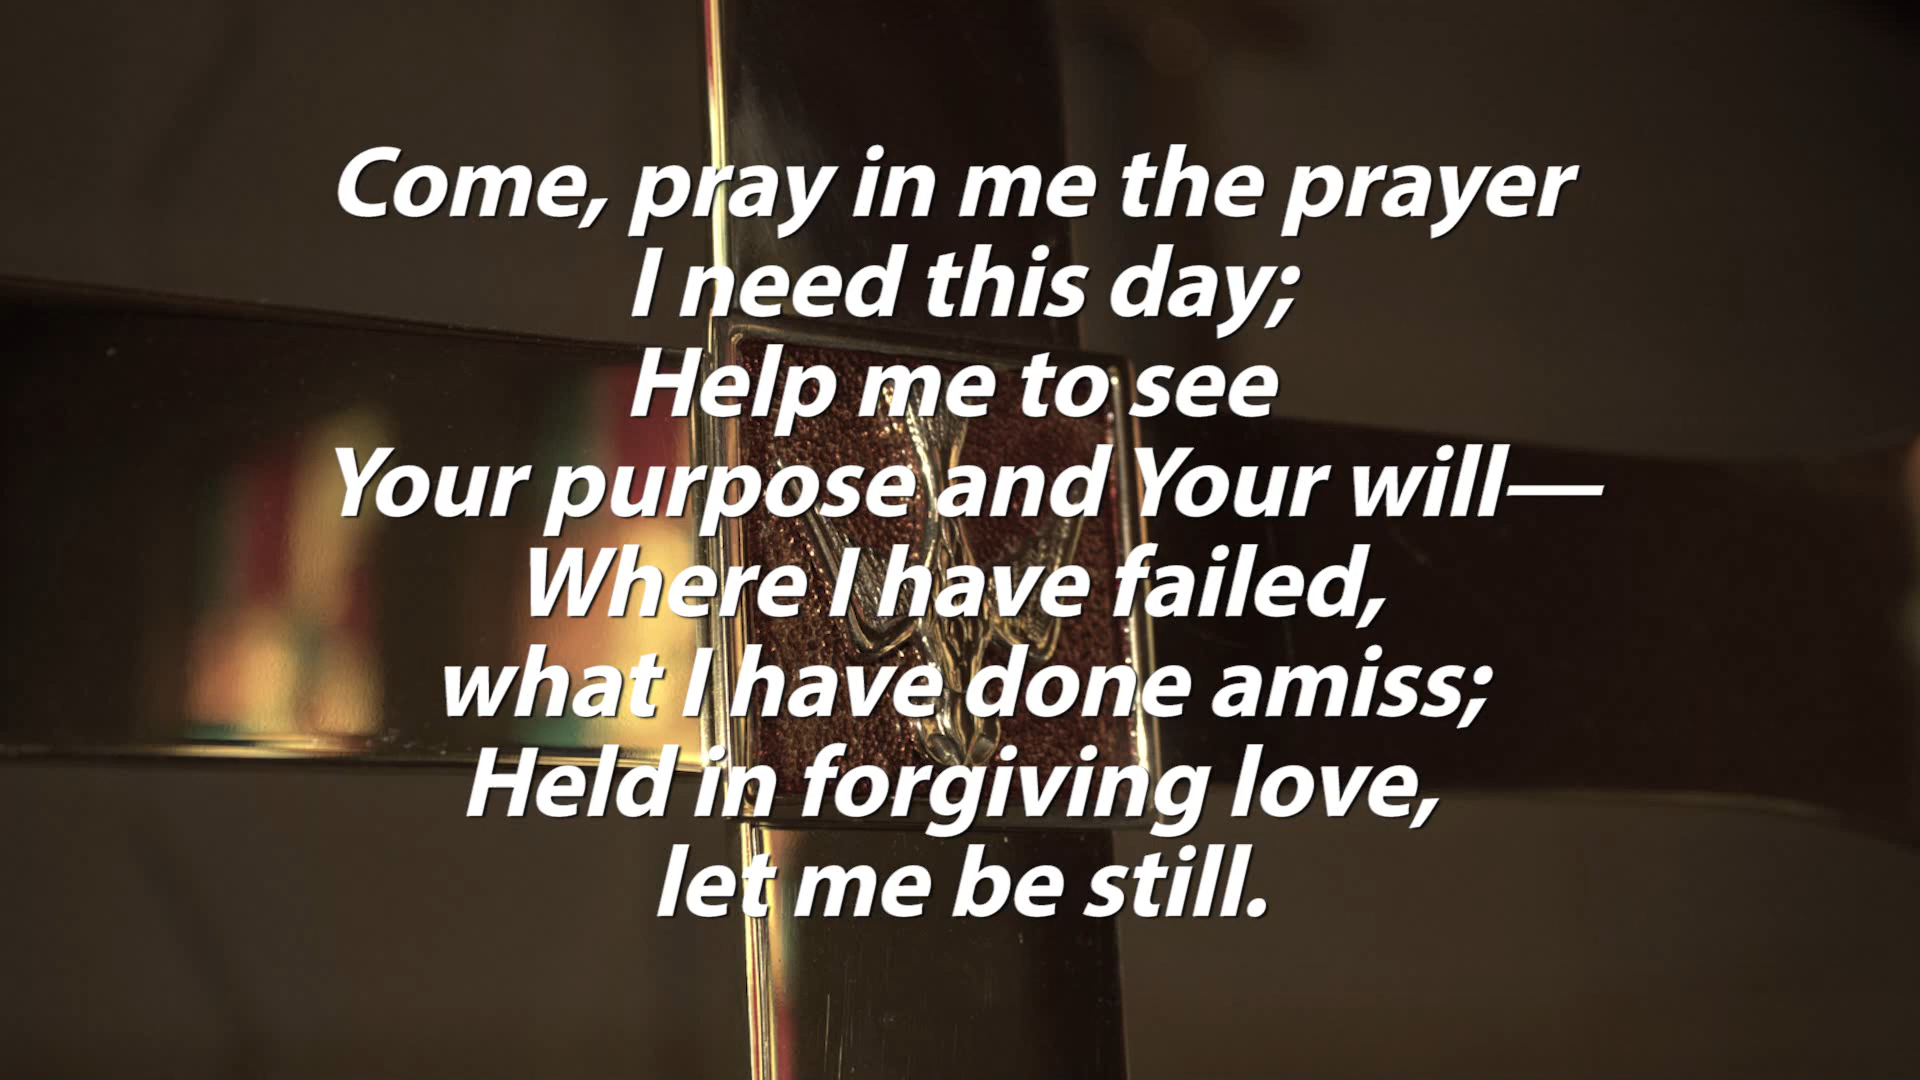 Come, pray in me the prayer
I need this day;
Help me to see
Your purpose and Your will—
Where I have failed,
what I have done amiss;
Held in forgiving love,
let me be still.